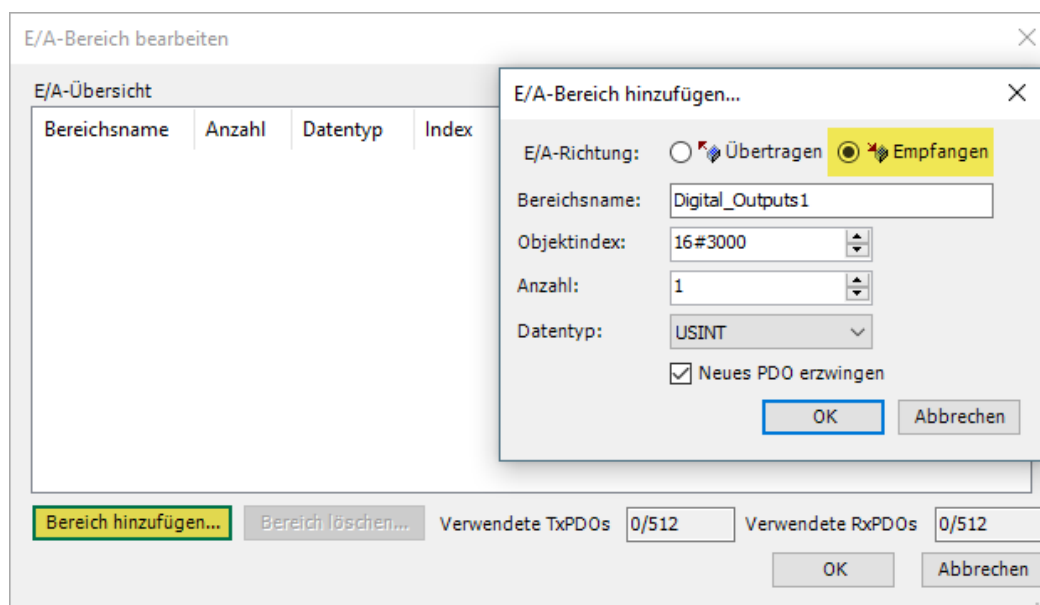 E/A-Bereich bearbeiten
E/A-Übersicht
Bereichsname Anzahl Datentyp Index
E/A-Bereich hinzufügen...
E/A-Richtung: Übertragen Empfangen
Bereichsname: Digital_Outputs1
Objektindex: 16#3000
Anzahl: 1
Datentyp: USINT
Neues PDO erzwingen
OK Abbrechen
Bereich hinzufügen... Bereich löschen... Verwendete TxPDOs 0/512 Verwendete RxPDOs 0/512
OK Abbrechen